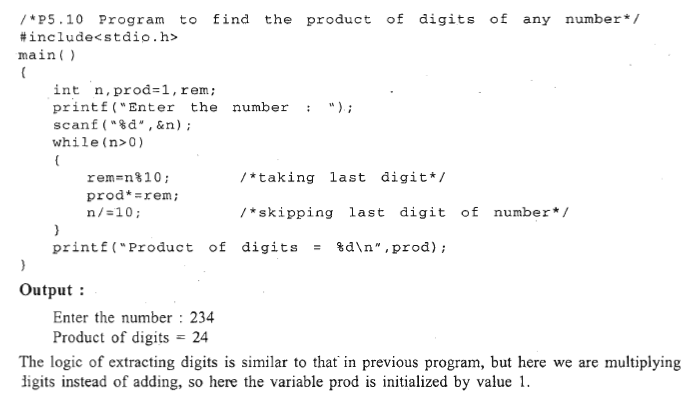 /*P5.10 Program to find the product of digits of any number*/
#include<stdio.h>
main()
{
int n,prod=1,rem;
printf("Enter the number : ");
scanf("%d",&n);
while(n>0)
{
rem=n%10; /*taking last digit*/
prod*=rem;
n/=10; /*skipping last digit of number*/
}
printf("Product of digits = %d\n",prod);
}
Output :
Enter the number : 234
Product of digits = 24
The logic of extracting digits is similar to that in previous program, but here we are multiplying
digits instead of adding, so here the variable prod is initialized by value 1.